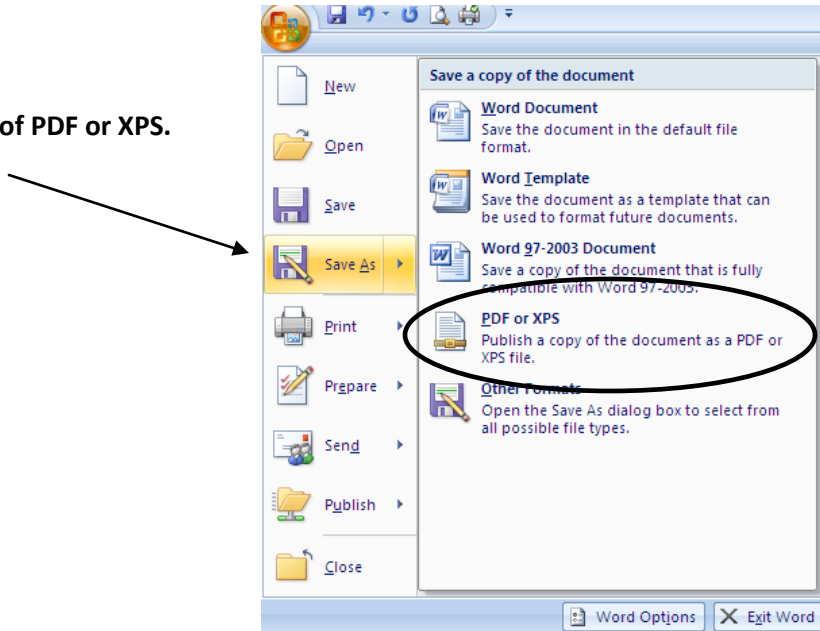 of PDF or XPS.
New
Open
Save
Save As
Print
Prepare
Send
Publish
Close
Save a copy of the document
Word Document
Save the document in the default file
format.
Word Template
Save the document as a template that can
be used to format future documents.
Word 97-2003 Document
Save a copy of the document that is fully
compatible with Word 97-2003.
PDF or XPS
Publish a copy of the document as a PDF or
XPS file.
Other Formats
Open the Save As dialog box to select from
all possible file types.
Word Options
Exit Word